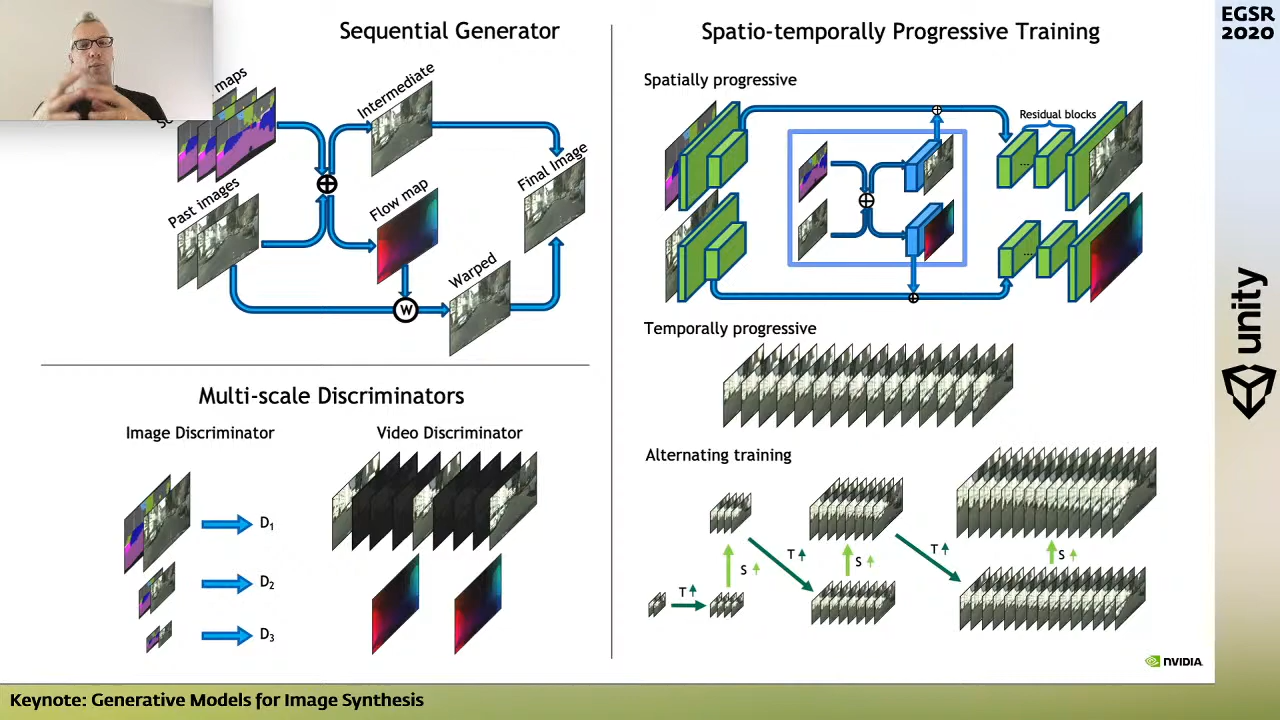 Sequential Generator
maps
Intermediate
Past images
Flow map
Final Image
Warped
W
Multi-scale Discriminators
Image Discriminator
Video Discriminator
D1
D2
D3
Spatio-temporally Progressive Training
Spatially progressive
Residual blocks
...
...
Temporally progressive
Alternating training
T
S
T
S
T
S
NVIDIA
EGSR
2020
unity
Keynote: Generative Models for Image Synthesis